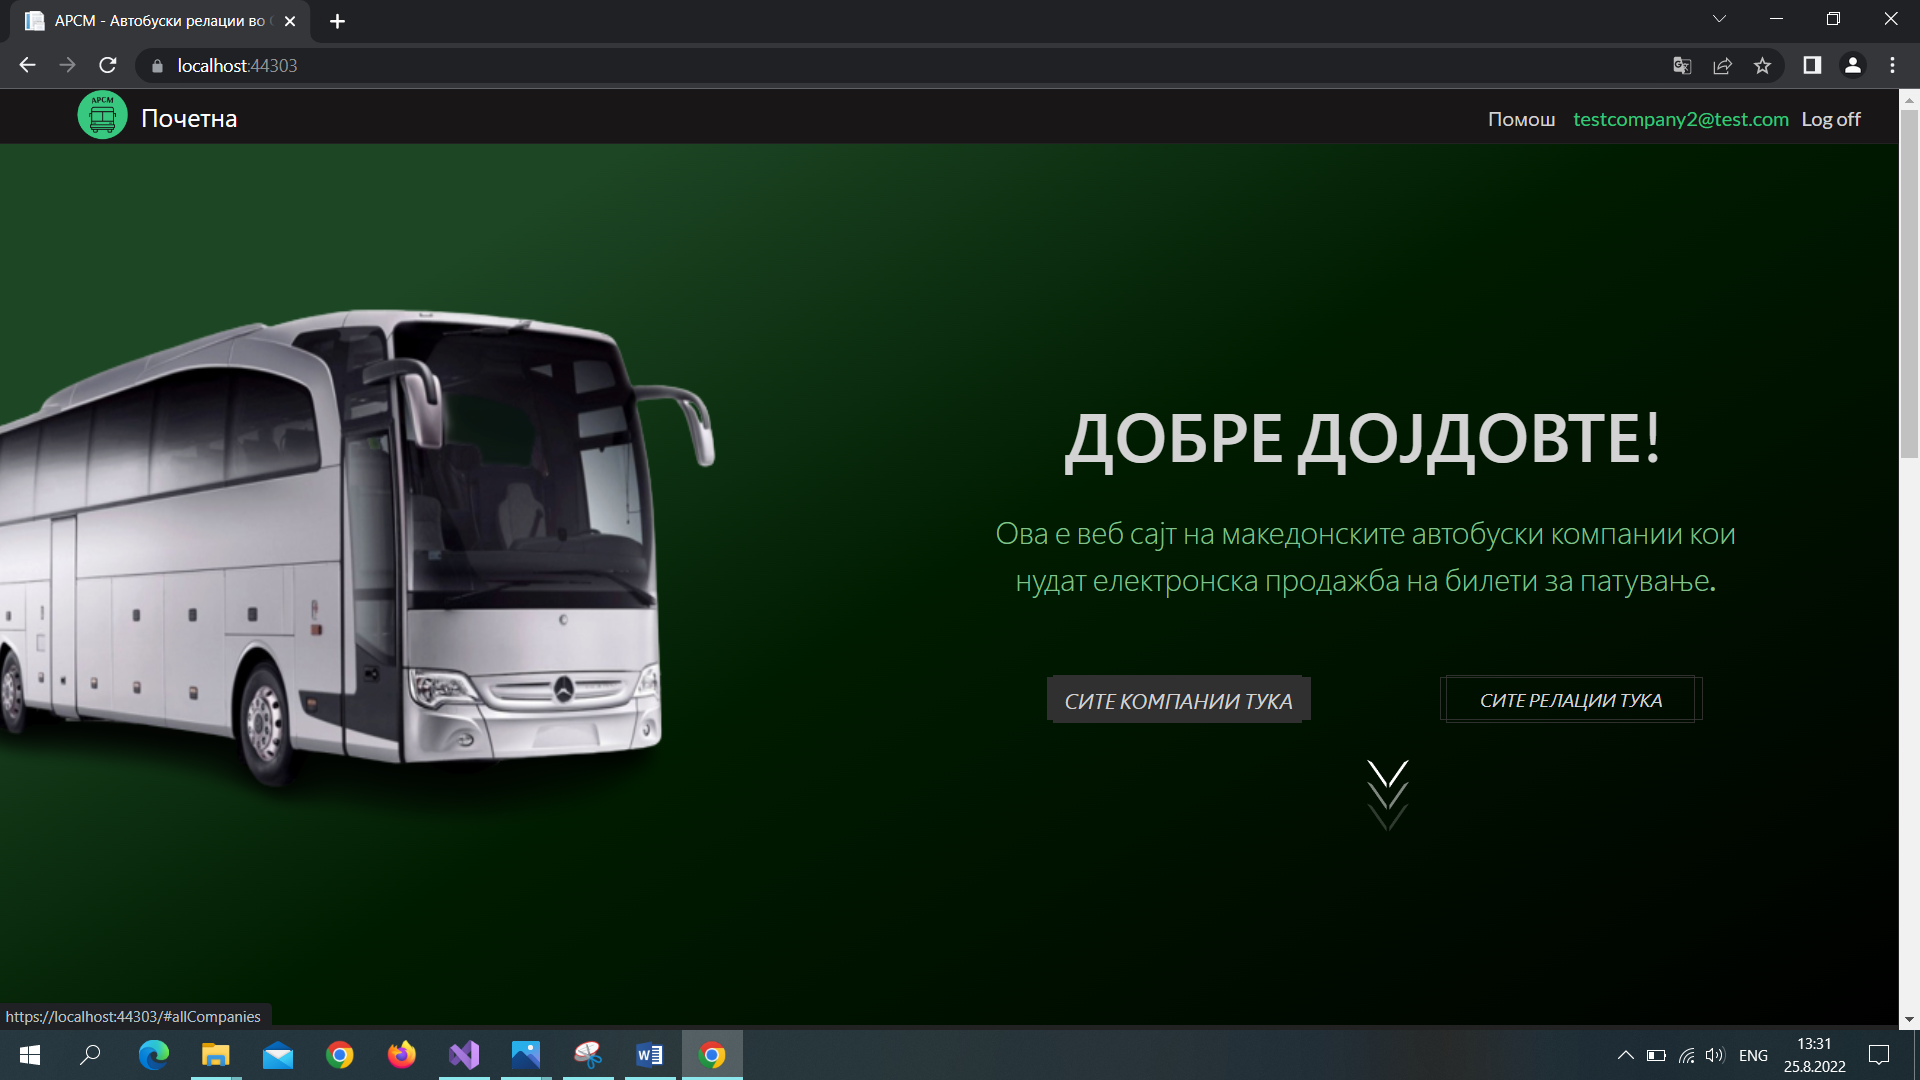 АРСМ - Автобуски релации во
localhost:44303
АРСМ
Почетна
Помош testcompany2@test.com Log off
ДОБРЕ ДОЈДОВТЕ!
Ова е веб сајт на македонските автобуски компании кои
нудат електронска продажба на билети за патување.
СИТЕ КОМПАНИИ ТУКА
СИТЕ РЕЛАЦИИ ТУКА
https://localhost:44303/#allCompanies
ENG
13:31
25.8.2022